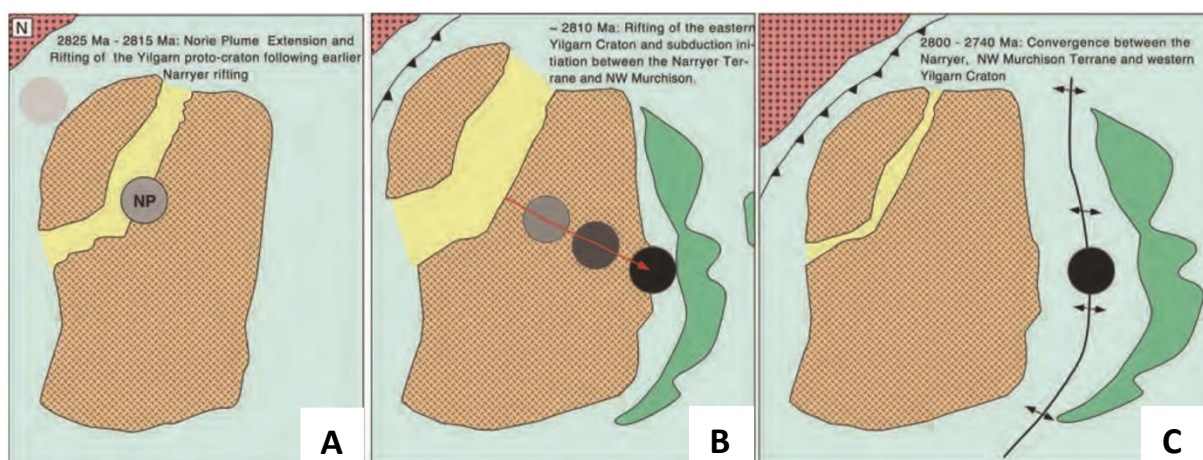 N
2825 Ma - 2815 Ma: Norie Plume Extension and
Rifting of the Yilgarn proto-craton following earlier
Narryer rifting
NP
A
~ 2810 Ma: Rifting of the eastern
Yilgarn Craton and subduction ini-
tiation between the Narryer Ter-
rane and NW Murchison.
B
2800 - 2740 Ma: Convergence between the
Narryer, NW Murchison Terrane and western
Yilgarn Craton
C